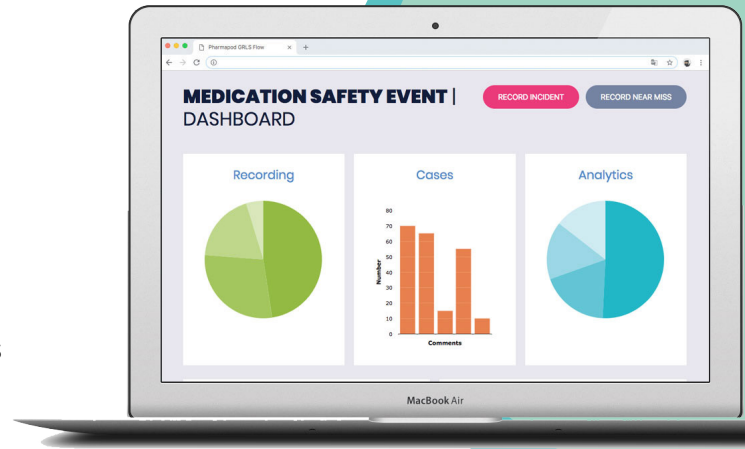 Pharmapod GRLS Flow
MEDICATION SAFETY EVENT |
DASHBOARD
RECORD INCIDENT
RECORD NEAR MISS
Recording
Cases
80
70
60
50
40
30
20
10
0
Number
Comments
Analytics
MacBook Air
s